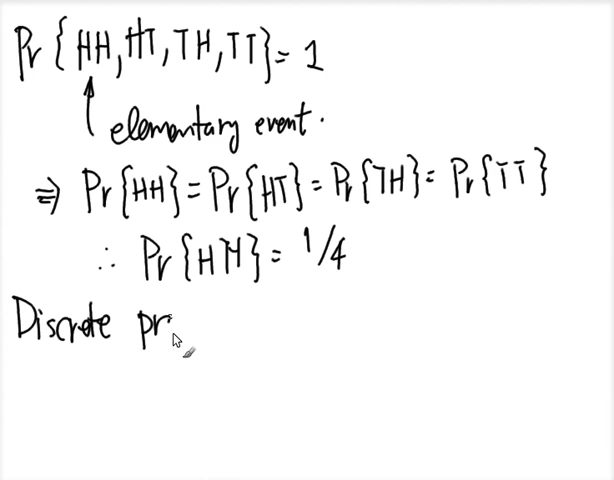 Pr{HH, HT, TH, TT} = 1
elementary event.
⇒ Pr{HH} = Pr{HT} = Pr{TH} = Pr{TT}
∴ Pr{HH} = 1/4
Discrete pr